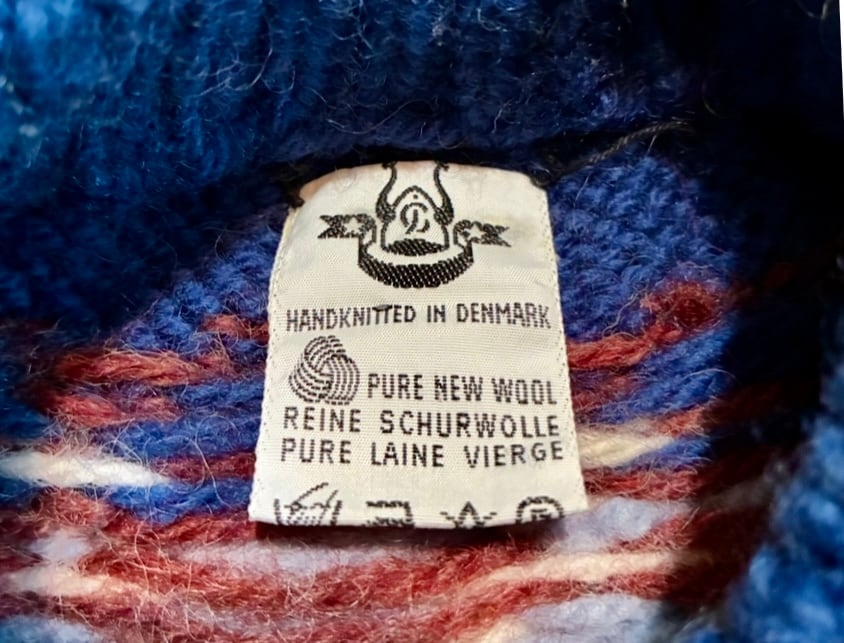 HANDKNITTED IN DENMARK
PURE NEW WOOL
REINE SCHURWOLLE
PURE LAINE VIERGE